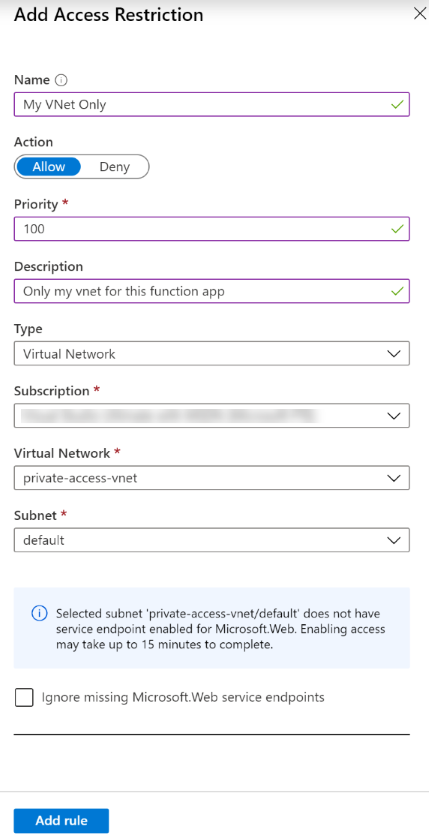 Add Access Restriction
Name
My VNet Only
Action
Allow Deny
Priority *
100
Description
Only my vnet for this function app
Type
Virtual Network
Subscription *
Virtual Network *
private-access-vnet
Subnet *
default
Selected subnet 'private-access-vnet/default' does not have
service endpoint enabled for Microsoft.Web. Enabling access
may take up to 15 minutes to complete.
Ignore missing Microsoft.Web service endpoints
Add rule